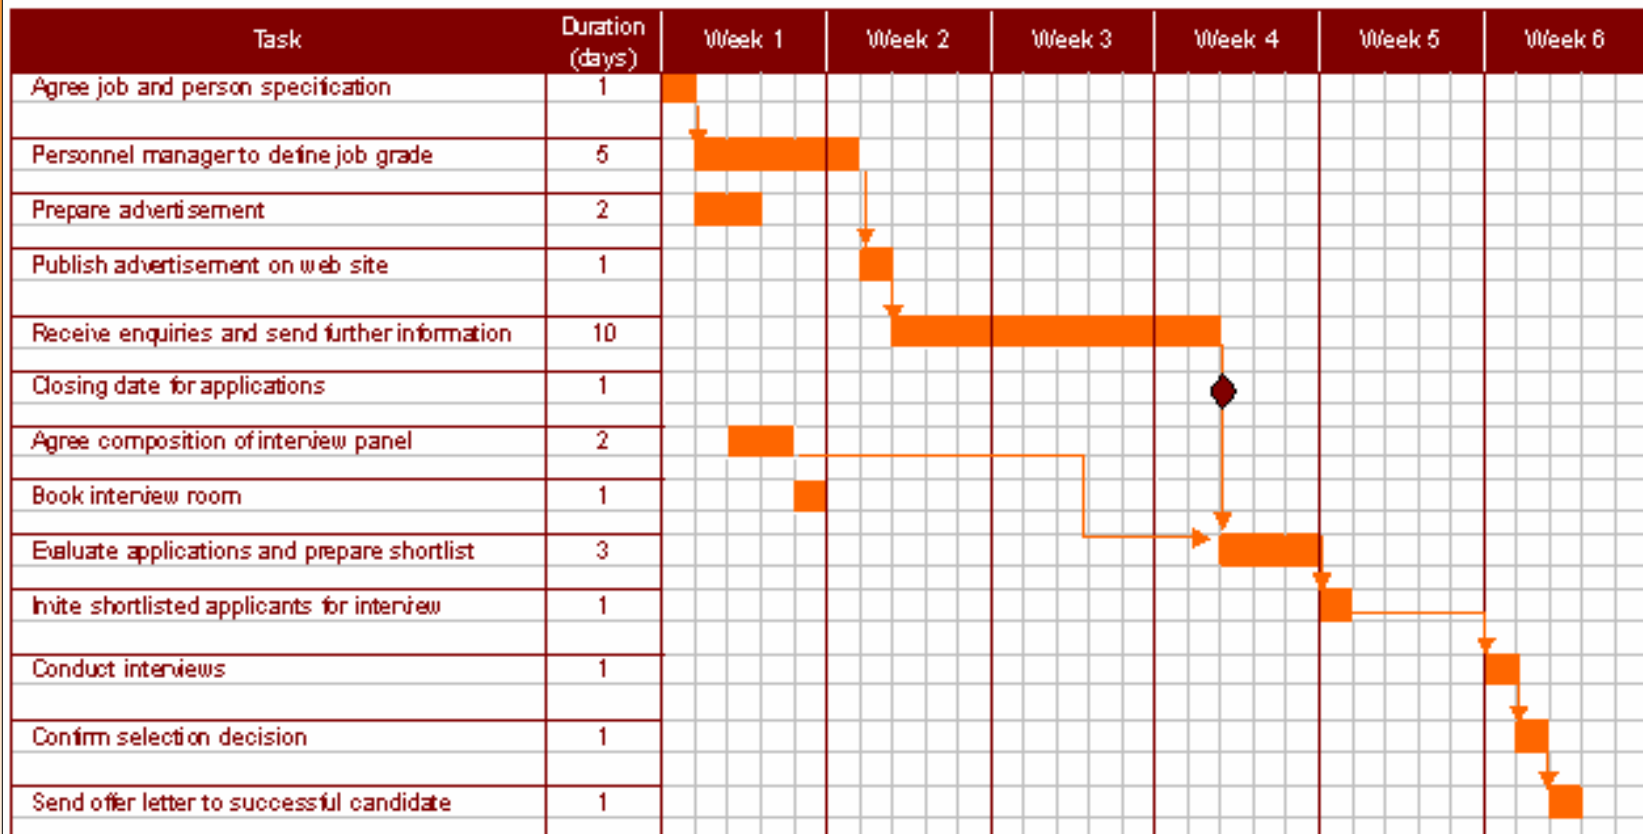 Task Duration (days) Week 1 Week 2 Week 3 Week 4 Week 5 Week 6
Agree job and person specification 1
Personnel manager to define job grade 5
Prepare advertisement 2
Publish advertisement on web site 1
Receive enquiries and send further information 10
Closing date for applications 1
Agree composition of interview panel 2
Book interview room 1
Evaluate applications and prepare shortlist 3
Invite shortlisted applicants for interview 1
Conduct interviews 1
Confirm selection decision 1
Send offer letter to successful candidate 1